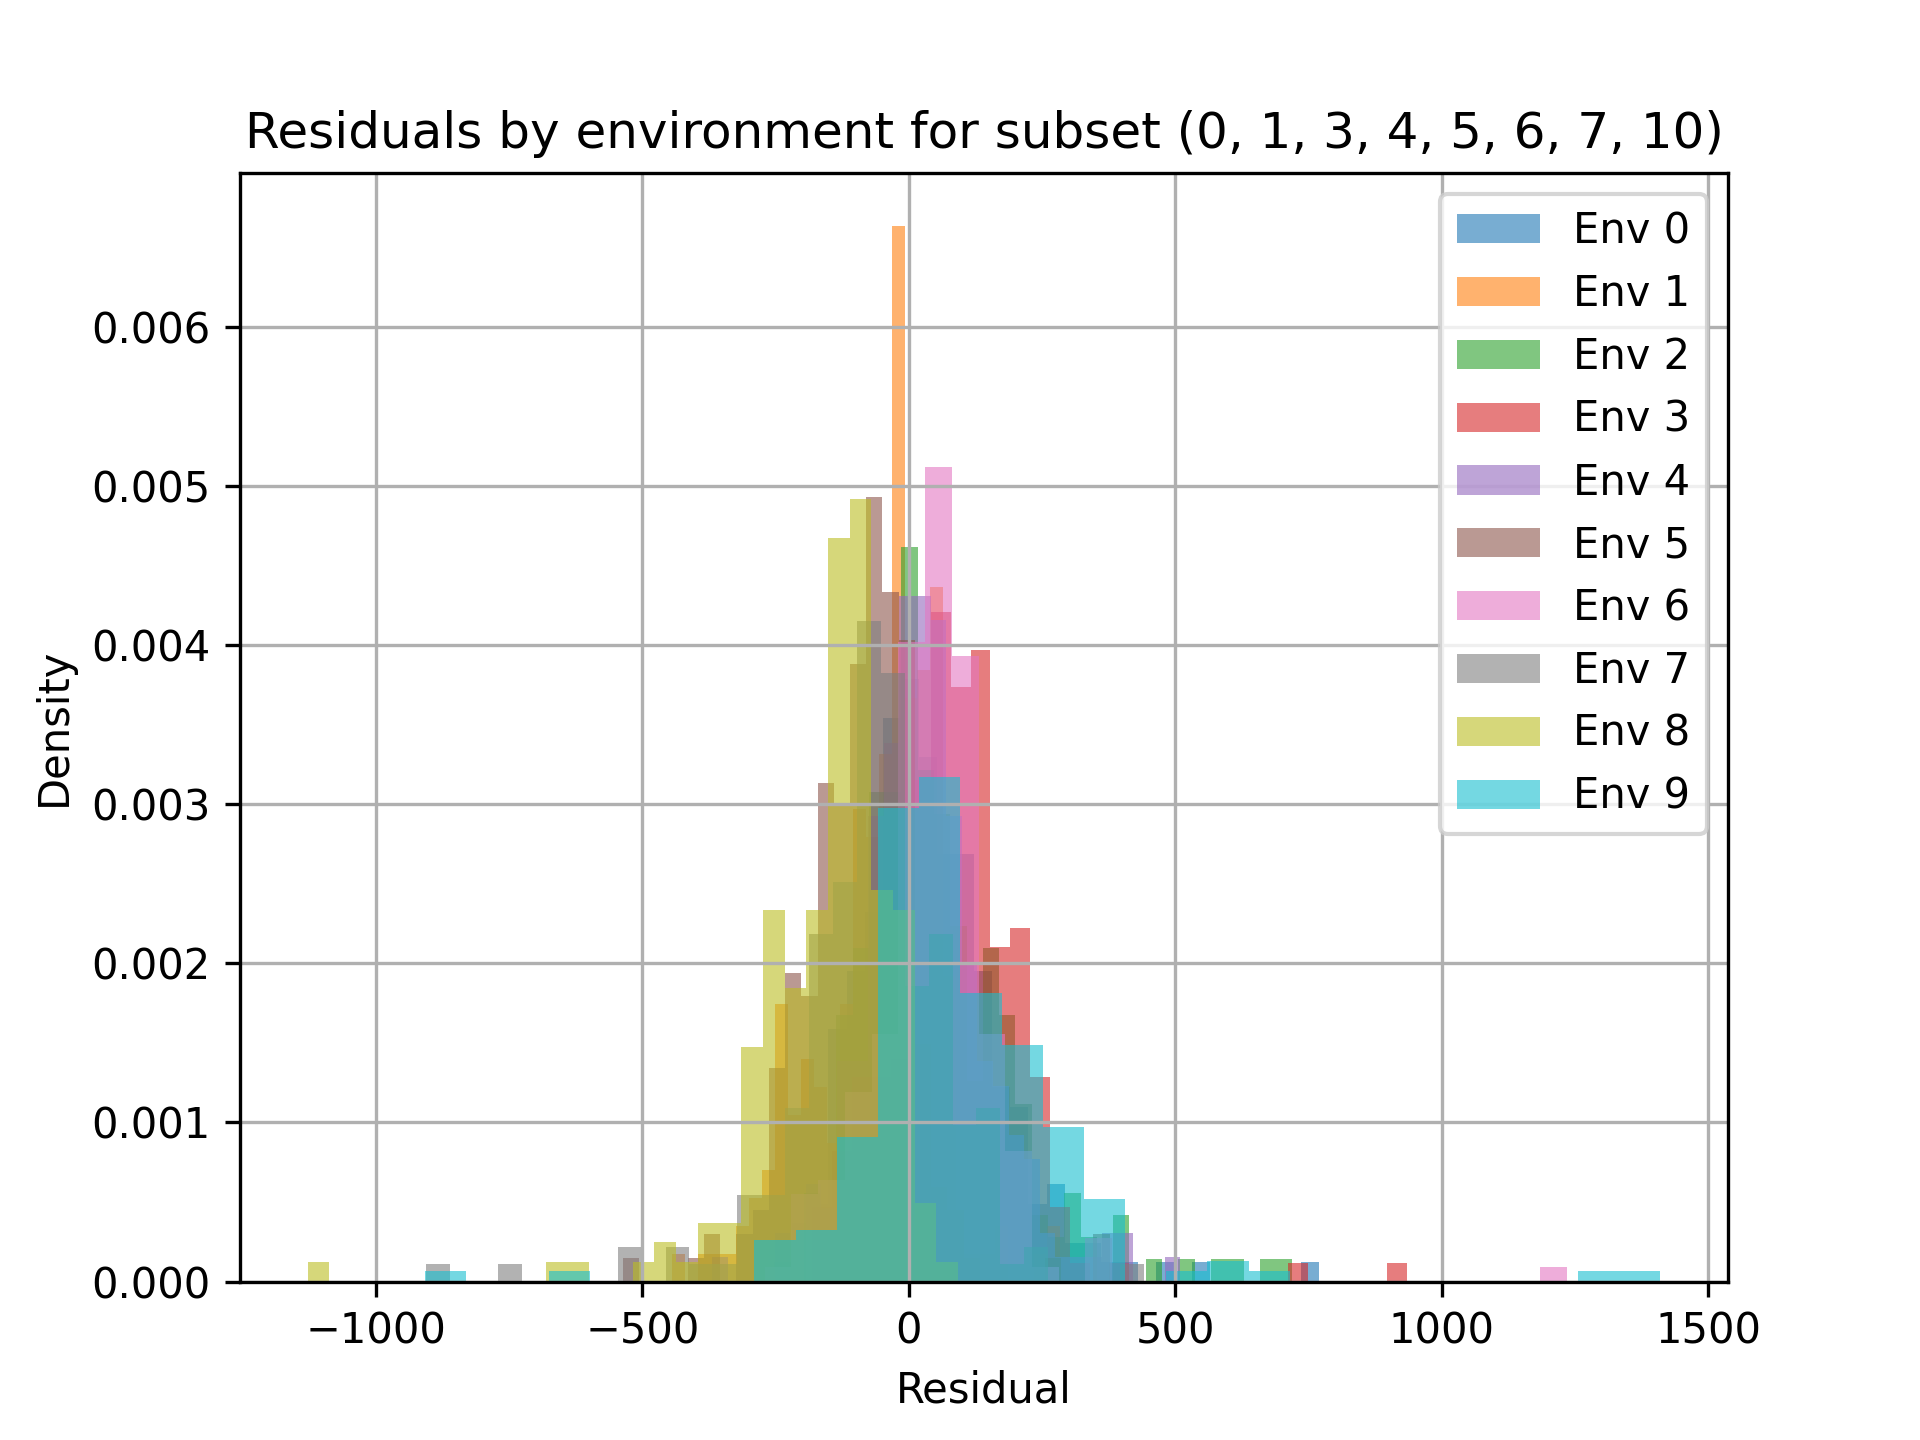 Residuals by environment for subset (0, 1, 3, 4, 5, 6, 7, 10)
Env 0
Env 1
Env 2
Env 3
Env 4
Env 5
Env 6
Env 7
Env 8
Env 9
0.006
0.005
0.004
0.003
0.002
0.001
0.000
Density
−1000
−500
0
500
1000
1500
Residual